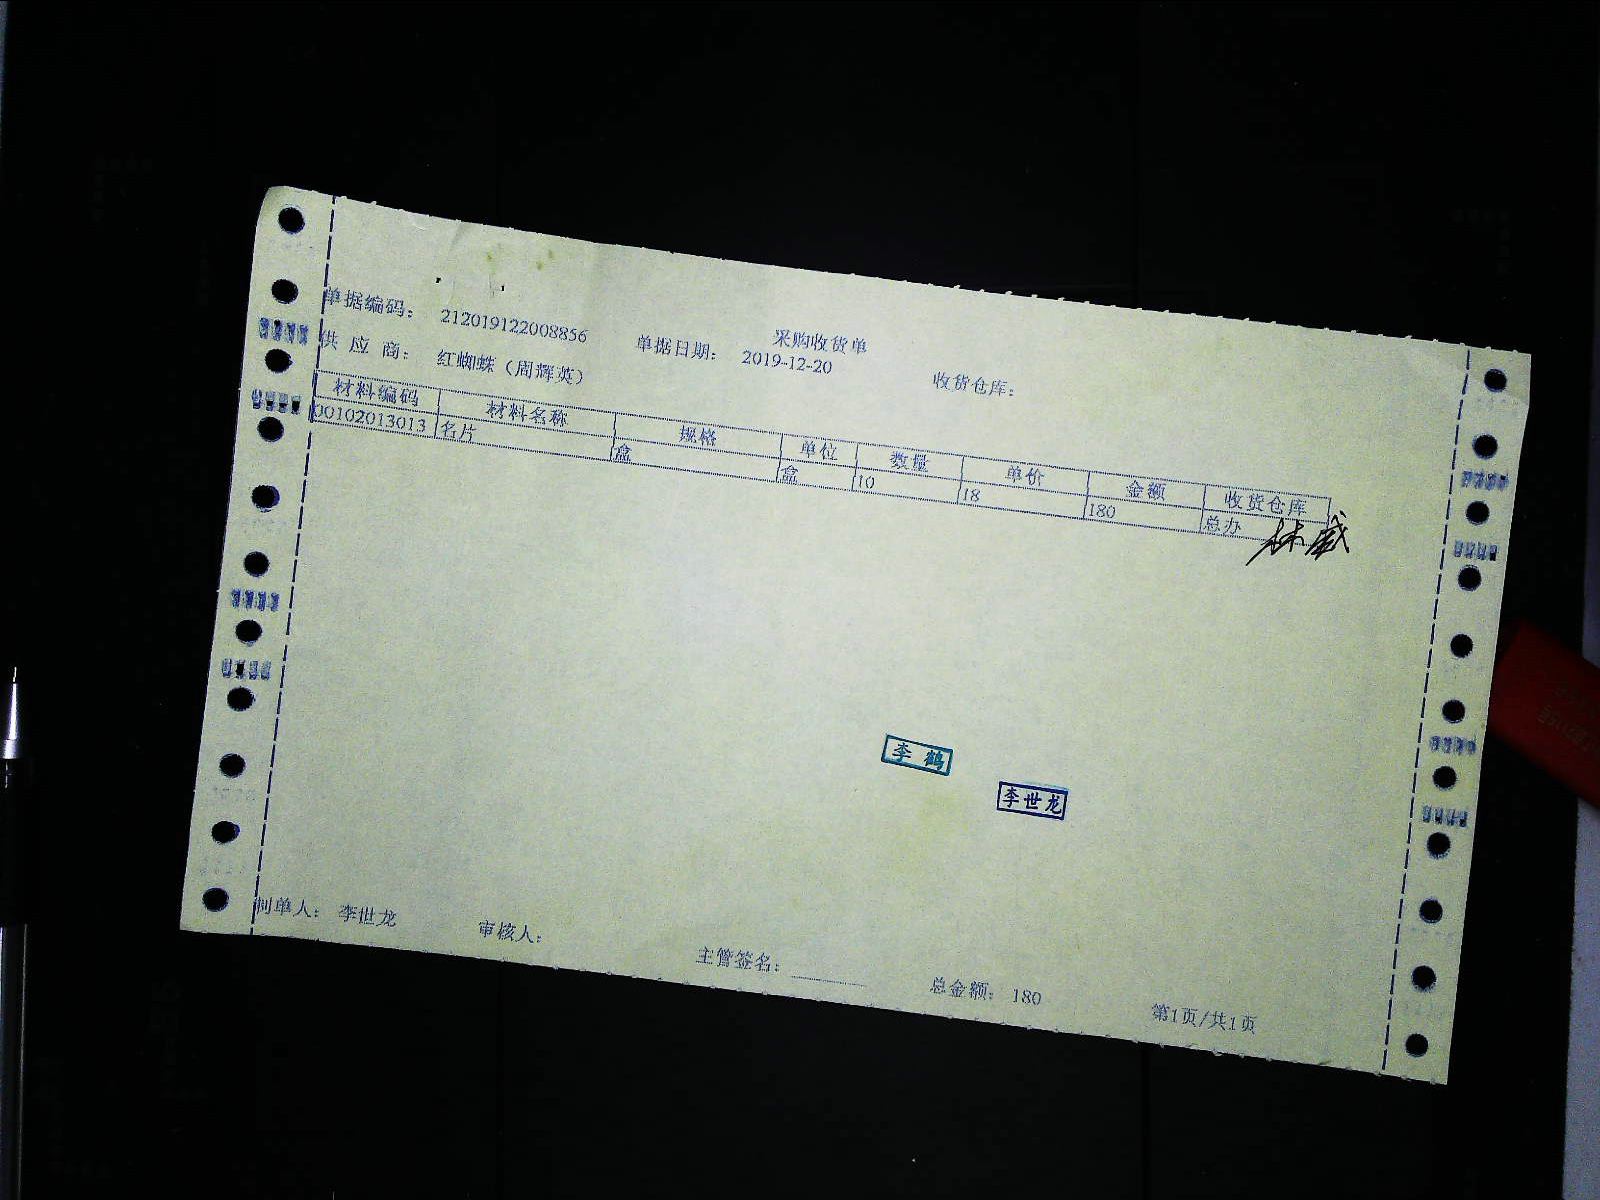 采购收货单
单据编码: 212019122008856 单据日期: 2019-12-20 收货仓库:
供应商: 红蜘蛛（周辉英）
材料编码 材料名称 规格 单位 数量 单价 金额 收货仓库
00102013013 名片 盒 盒 10 18 180 总办
李鹤
李世龙
制单人: 李世龙 审核人: 主管签名: 总金额: 180 第1页/共1页